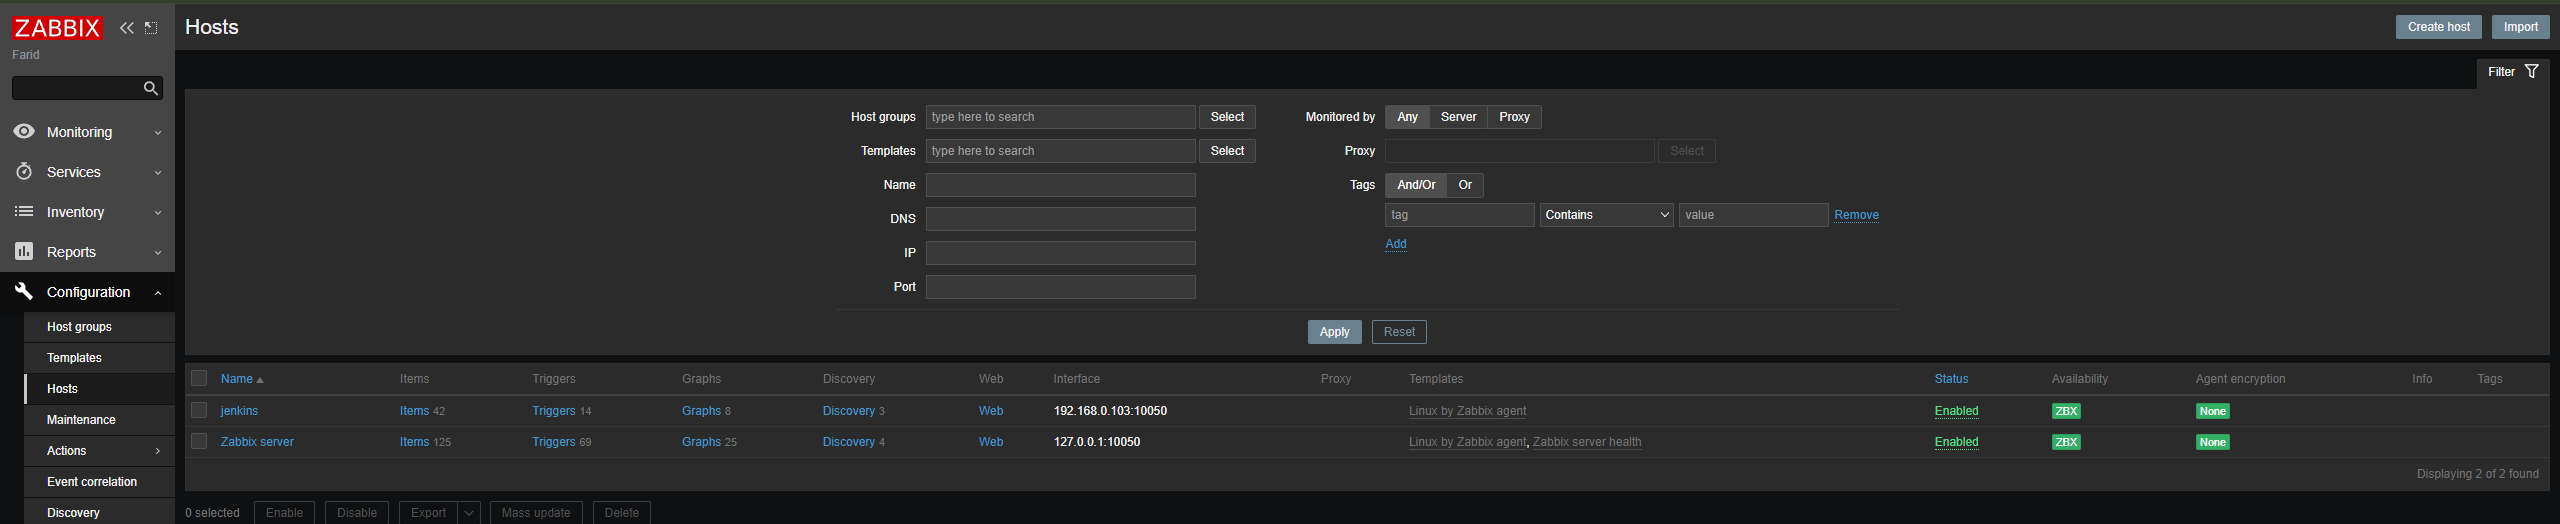 ZABBIX
Farid
Monitoring
Services
Inventory
Reports
Configuration
Host groups
Templates
Hosts
Maintenance
Actions
Event correlation
Discovery
Hosts
Create host Import
Filter
Host groups type here to search Select
Templates type here to search Select
Name
DNS
IP
Port
Monitored by Any Server Proxy
Proxy Select
Tags And/Or Or
tag Contains value Remove
Add
Apply Reset
Name Items Triggers Graphs Discovery Web Interface Proxy Templates Status Availability Agent encryption Info Tags
jenkins Items 42 Triggers 14 Graphs 8 Discovery 3 Web 192.168.0.103:10050 Linux by Zabbix agent Enabled ZBX None
Zabbix server Items 125 Triggers 69 Graphs 25 Discovery 4 Web 127.0.0.1:10050 Linux by Zabbix agent, Zabbix server health Enabled ZBX None
Displaying 2 of 2 found
0 selected Enable Disable Export Mass update Delete